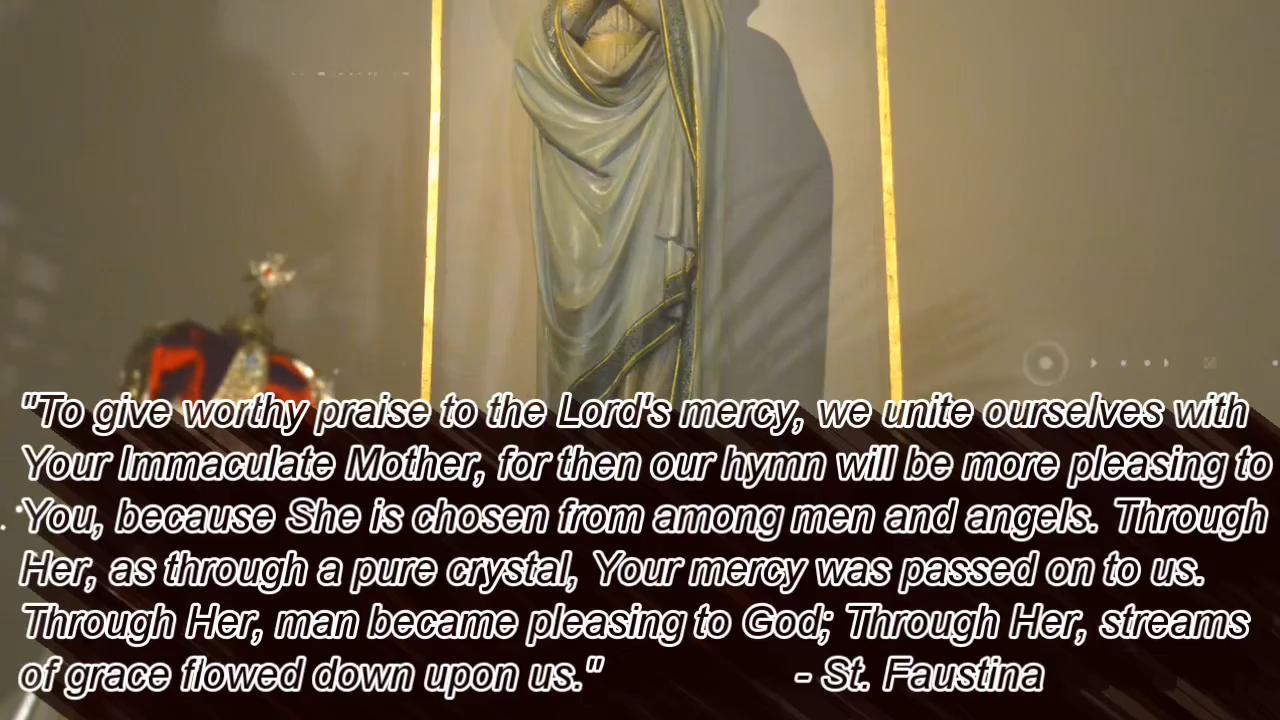 "To give worthy praise to the Lord's mercy, we unite ourselves with
Your Immaculate Mother, for then our hymn will be more pleasing to
You, because She is chosen from among men and angels. Through
Her, as through a pure crystal, Your mercy was passed on to us.
Through Her, man became pleasing to God; Through Her, streams
of grace flowed down upon us." - St. Faustina